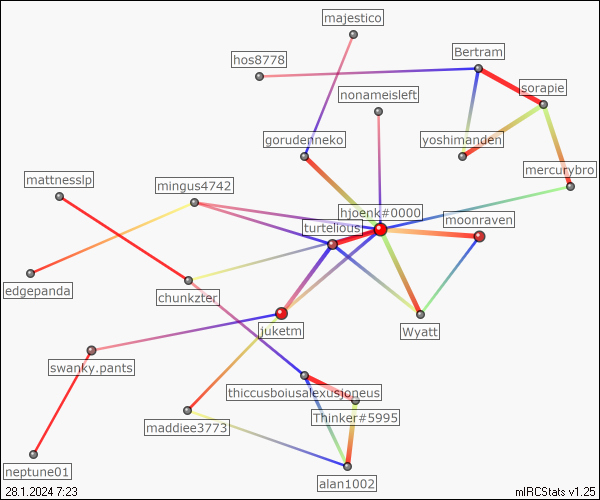 majestico
Bertram
hos8778
sorapie
nonameisleft
gorudenneko
yoshimanden
mercurybro
mattnesslp
mingus4742
hjoenk#0000
moonraven
turtelious
edgepanda
chunkzter
juketm
Wyatt
swanky.pants
thiccusboiusalexusjoneus
Thinker#5995
maddiee3773
neptune01
alan1002
28.1.2024 7:23
mIRCStats v1.25